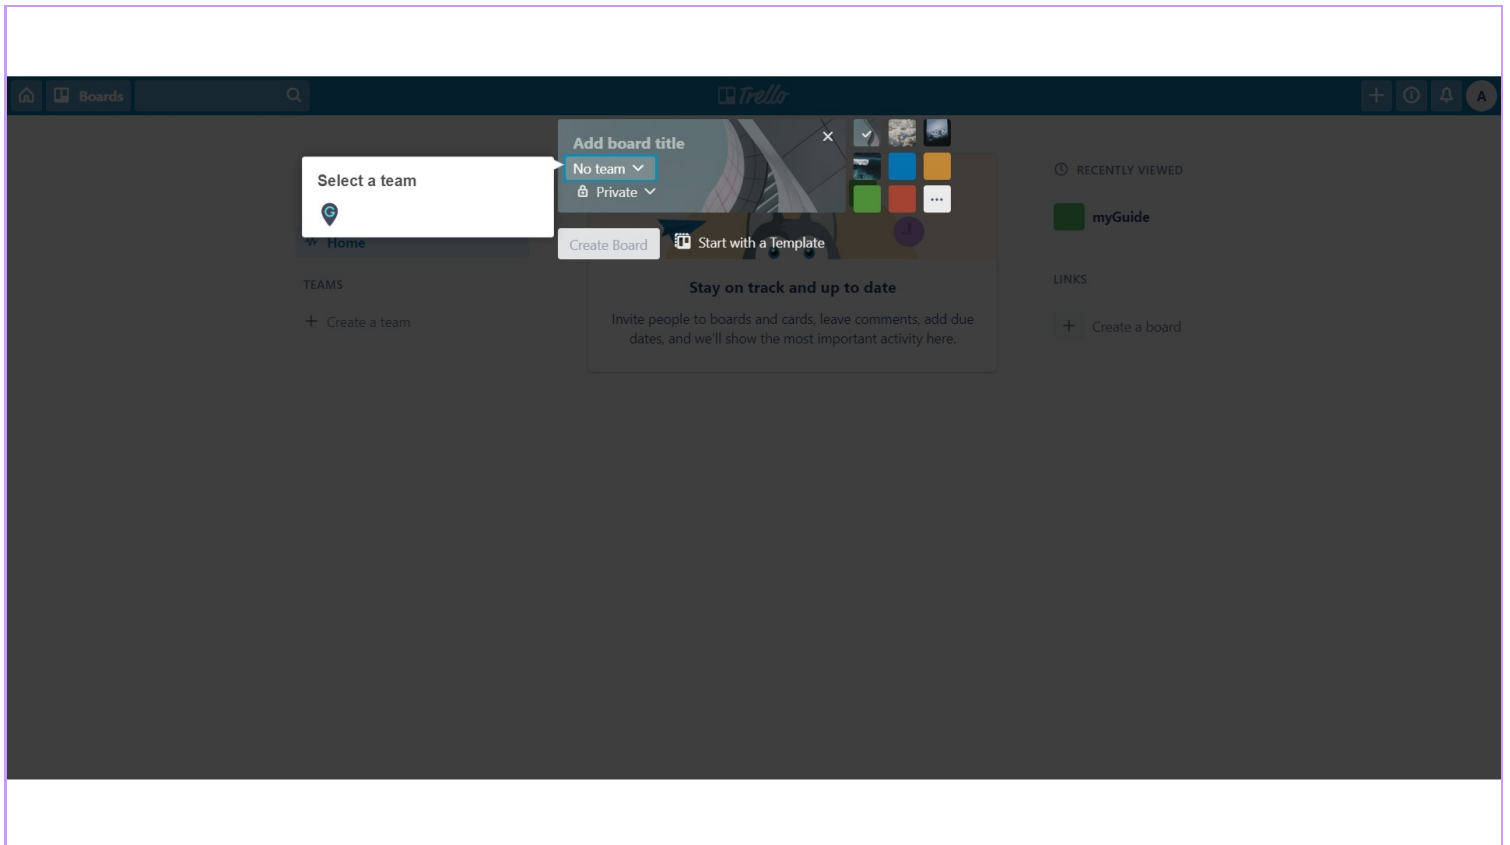 Boards
Trello
A
Add board title
No team
Private
Select a team
G
Home
Create Board
Start with a Template
TEAMS
+ Create a team
Stay on track and up to date
Invite people to boards and cards, leave comments, add due
dates, and we'll show the most important activity here.
RECENTLY VIEWED
myGuide
LINKS
+ Create a board